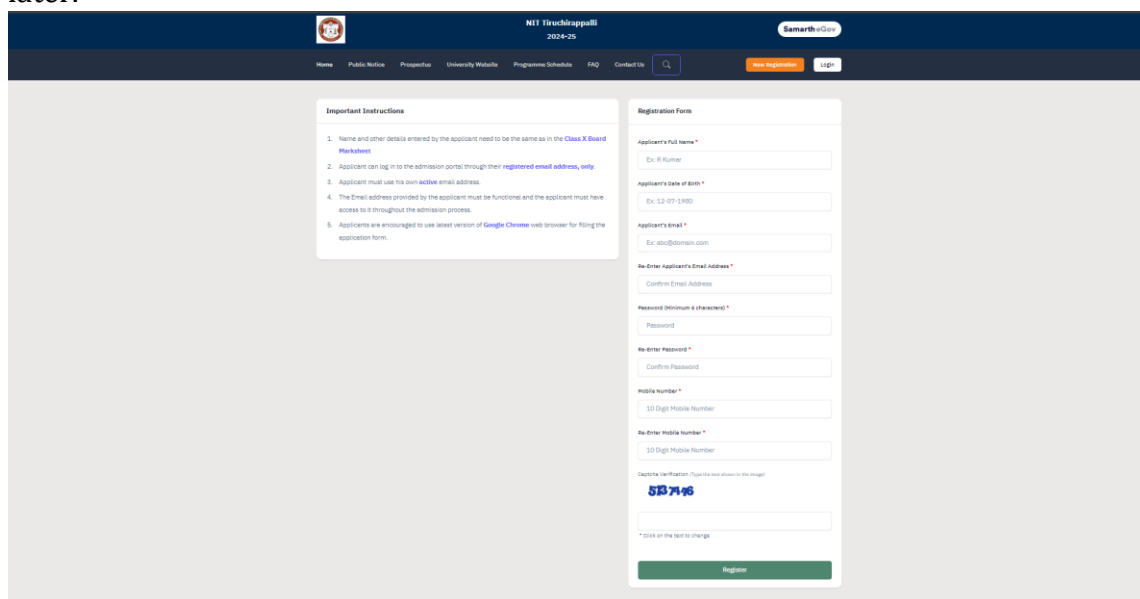 NIT Tiruchirappalli
2024-25
Samarth eGov
Home Public Notice Prospectus University Website Programme Schedule FAQ Contact Us
New Registration Login
Important Instructions
1. Name and other details entered by the applicant need to be the same as in the Class X Board
Marksheet
2. Applicant can log in to the admission portal through their registered email address, only.
3. Applicant must use his own active email address.
4. The Email address provided by the applicant must be functional and the applicant must have
access to it throughout the admission process.
5. Applicants are encouraged to use latest version of Google Chrome web browser for filling the
application form.
Registration Form
Applicant's Full Name *
Ex: R Kumar
Applicant's Date of Birth *
Ex: 12-07-1980
Applicant's Email *
Ex: abc@domain.com
Re-Enter Applicant's Email Address *
Confirm Email Address
Password (Minimum 6 characters) *
Password
Re-Enter Password *
Confirm Password
Mobile Number *
10 Digit Mobile Number
Re-Enter Mobile Number *
10 Digit Mobile Number
Captcha Verification (Type the text shown in the image)
* Click on the text to change
Register